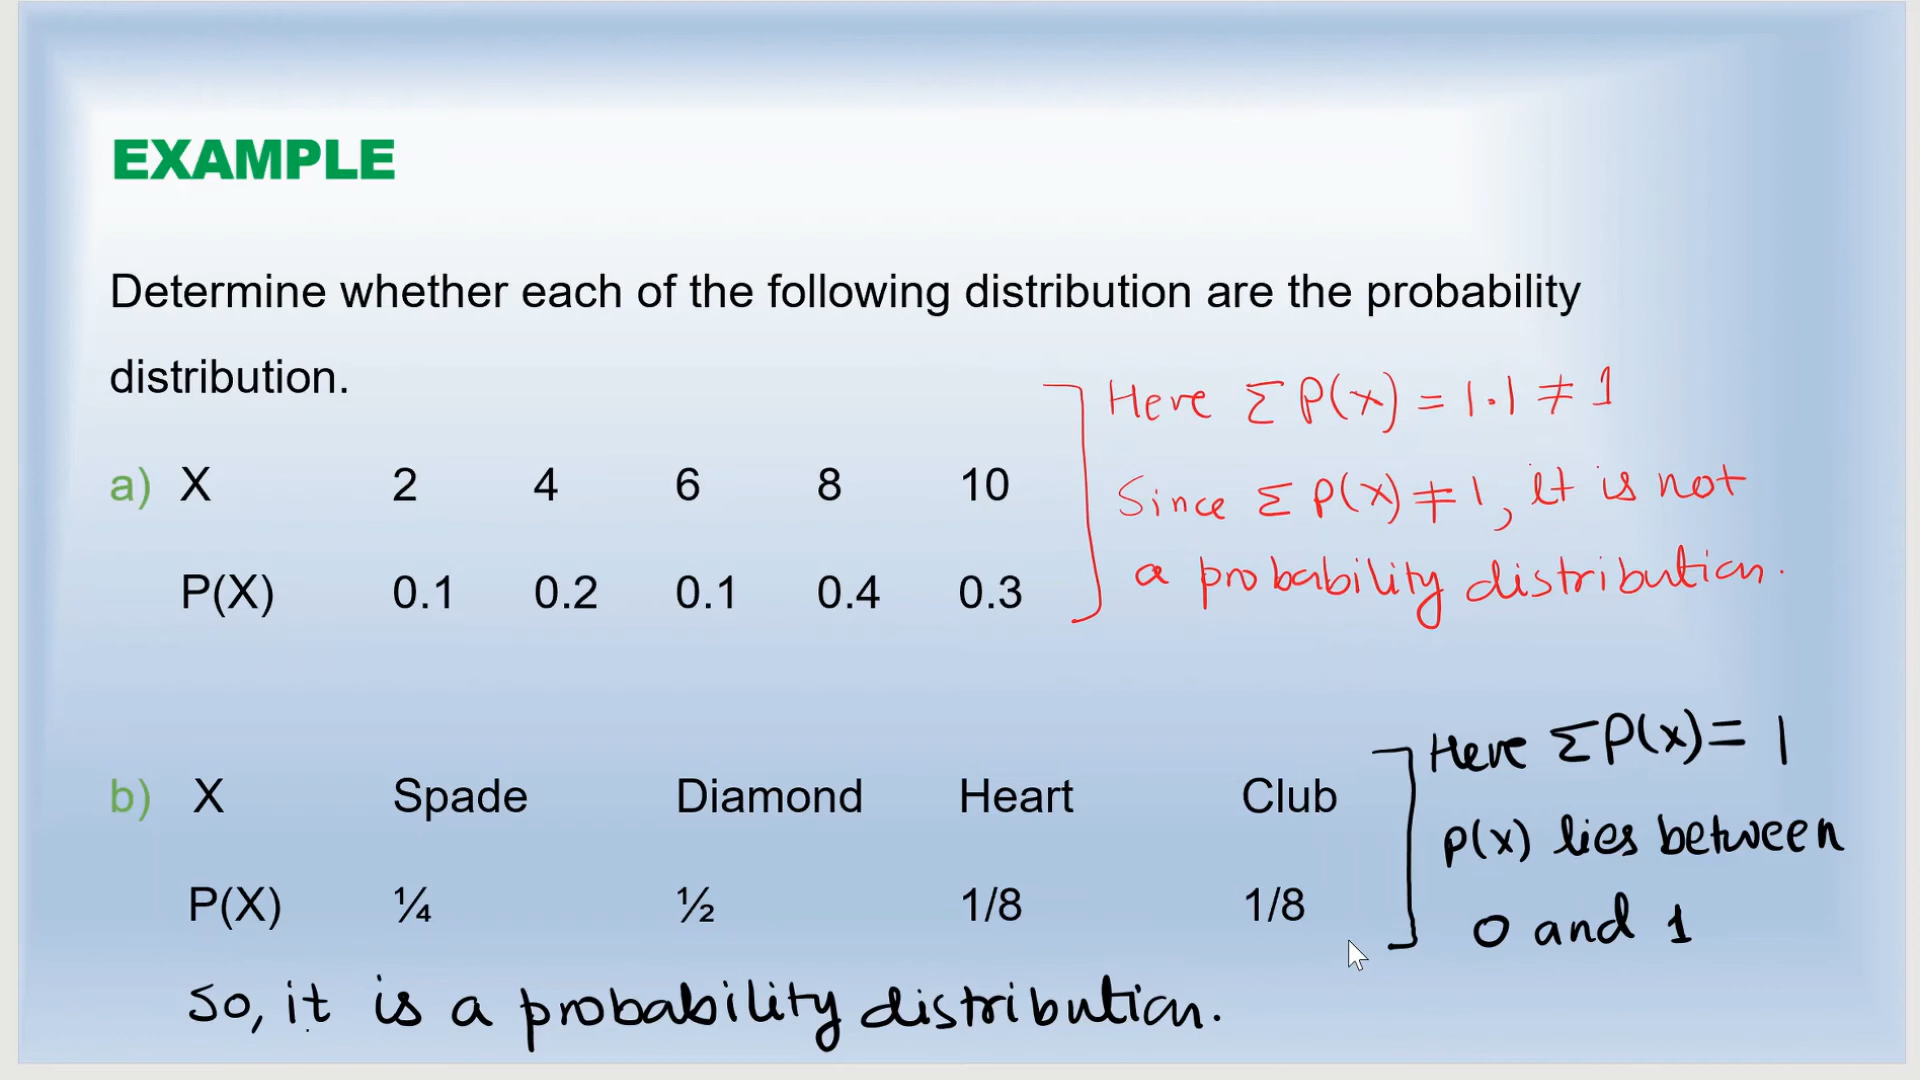 EXAMPLE
Determine whether each of the following distribution are the probability
distribution.
Here Σ P(x) = 1.1 ≠ 1
a) X 2 4 6 8 10
Since Σ P(x) ≠ 1, it is not
P(X) 0.1 0.2 0.1 0.4 0.3
a probability distribution.
Here Σ P(x) = 1
b) X Spade Diamond Heart Club
p(x) lies between
P(X) ¼ ½ 1/8 1/8
0 and 1
So, it is a probability distribution.